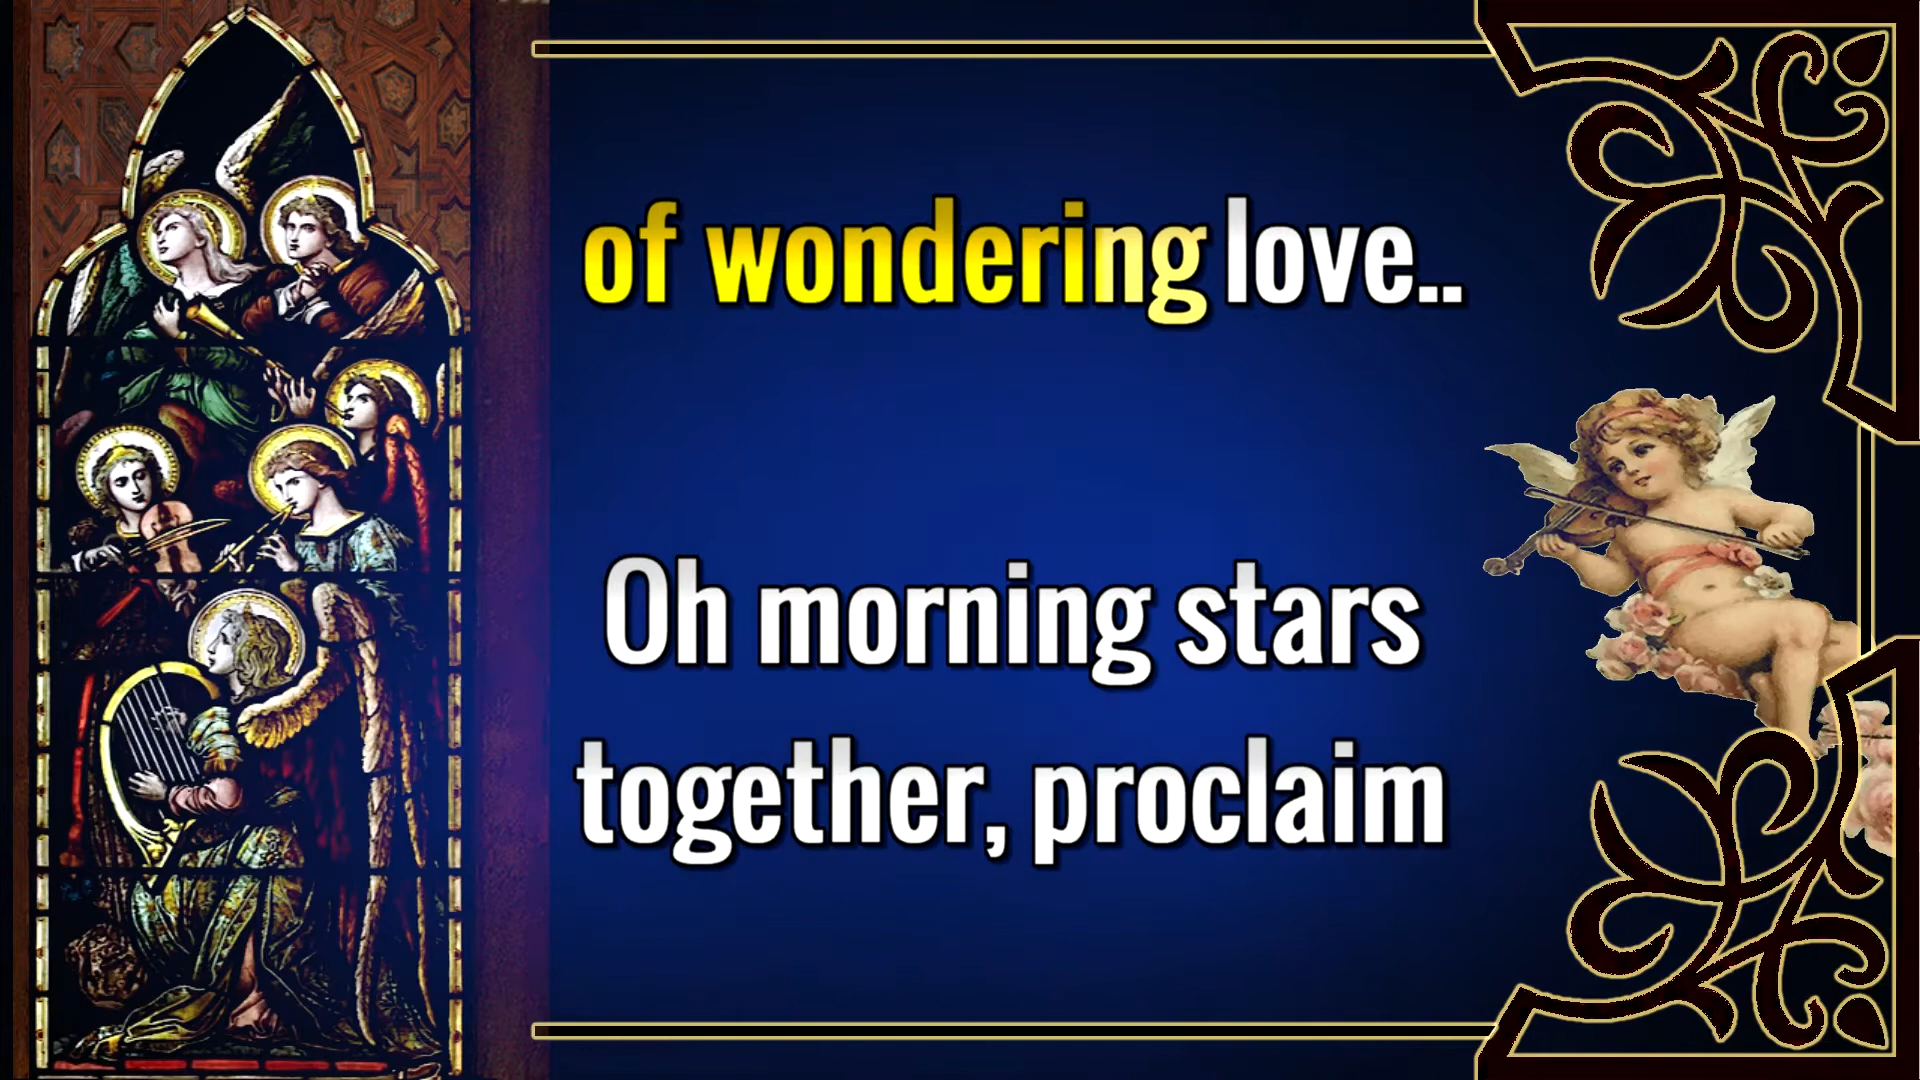 of wondering love..
Oh morning stars
together, proclaim